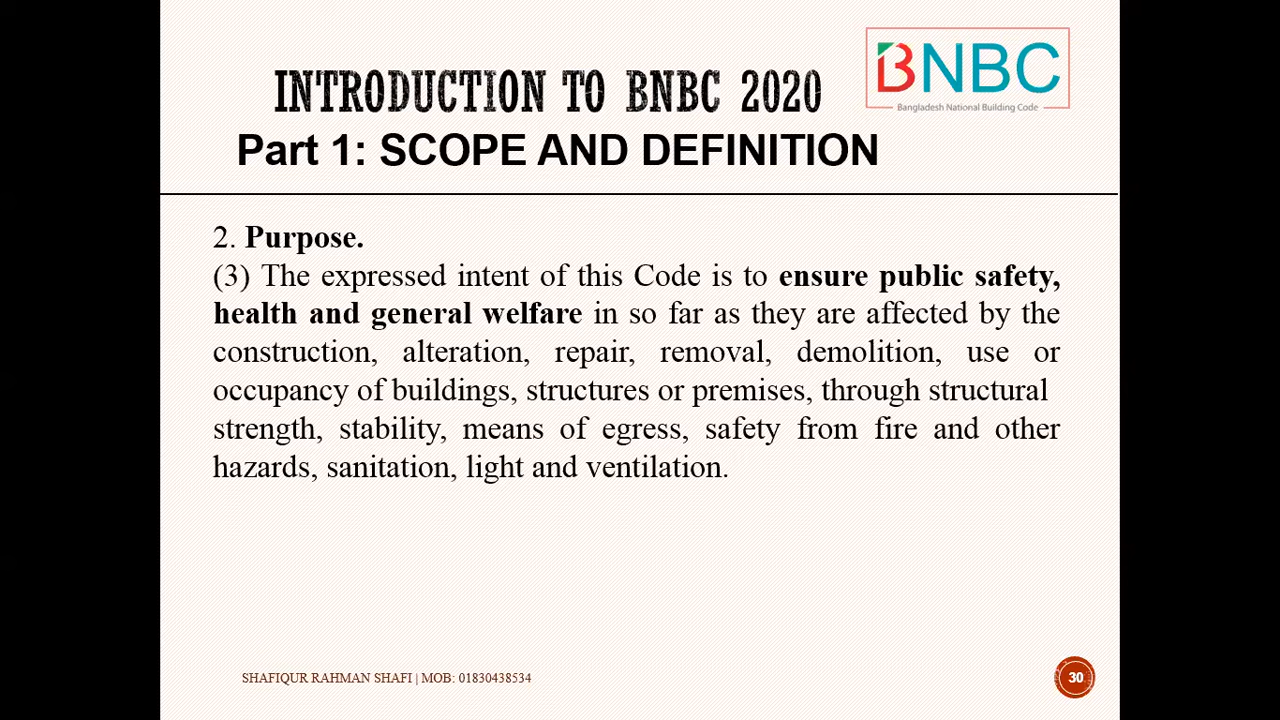 INTRODUCTION TO BNBC 2020
BNBC
Bangladesh National Building Code
Part 1: SCOPE AND DEFINITION
2. Purpose.
(3) The expressed intent of this Code is to ensure public safety,
health and general welfare in so far as they are affected by the
construction, alteration, repair, removal, demolition, use or
occupancy of buildings, structures or premises, through structural
strength, stability, means of egress, safety from fire and other
hazards, sanitation, light and ventilation.
SHAFIQUR RAHMAN SHAFI | MOB: 01830438534
30